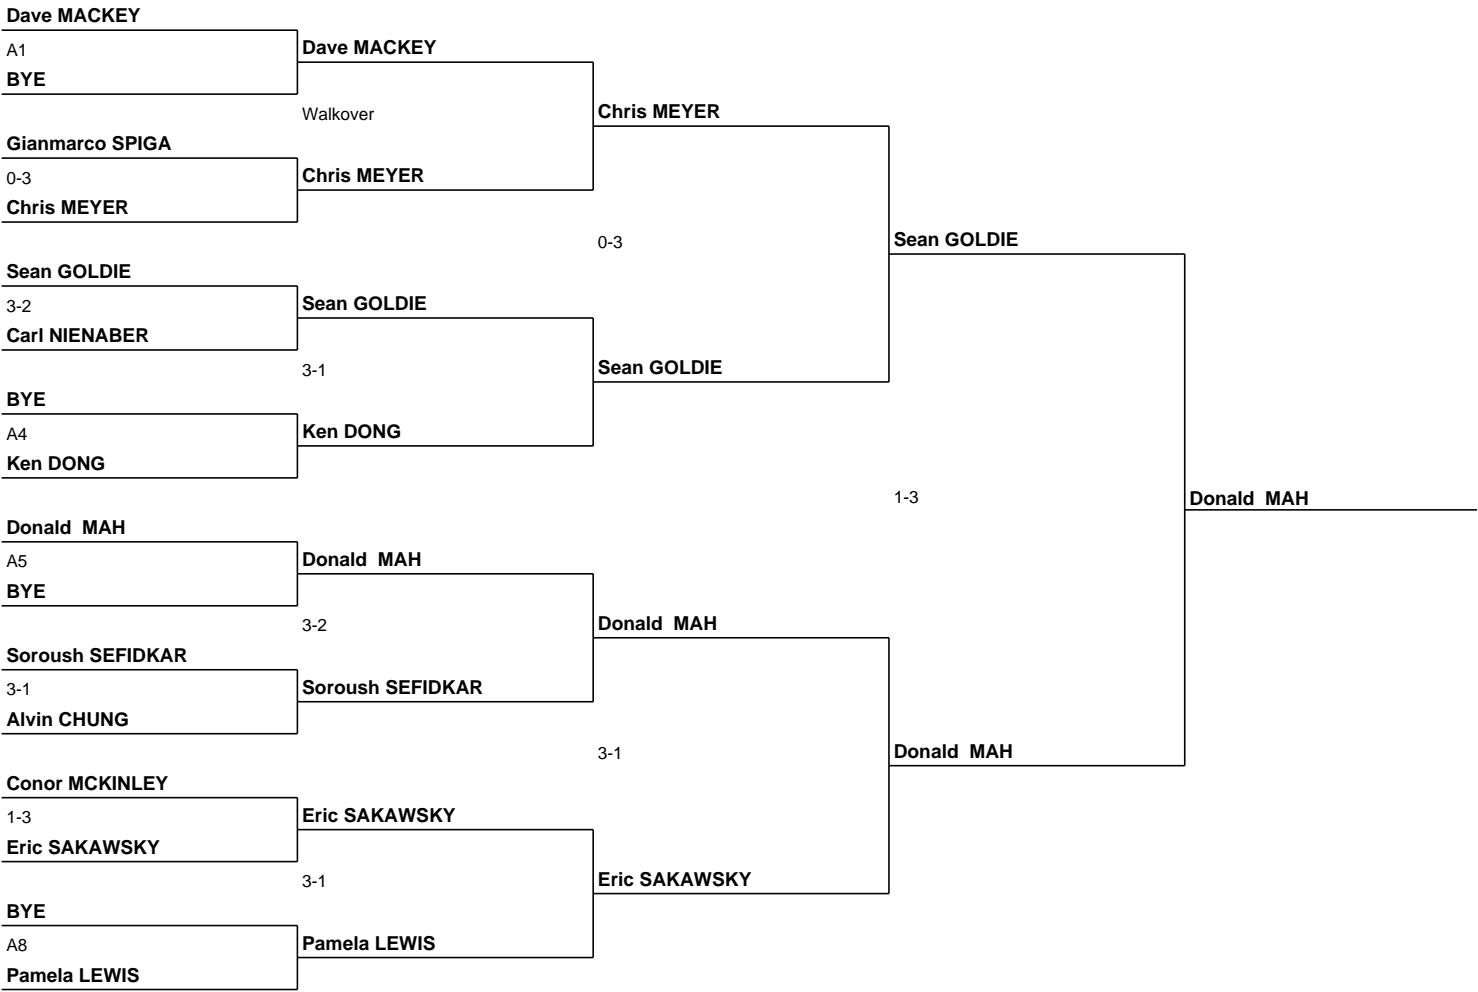 Dave MACKEY
A1
BYE
Gianmarco SPIGA
0-3
Chris MEYER
Sean GOLDIE
3-2
Carl NIENABER
BYE
A4
Ken DONG
Donald  MAH
A5
BYE
Soroush SEFIDKAR
3-1
Alvin CHUNG
Conor MCKINLEY
1-3
Eric SAKAWSKY
BYE
A8
Pamela LEWIS
Dave MACKEY
Walkover
Chris MEYER
Sean GOLDIE
3-1
Ken DONG
Donald  MAH
3-2
Soroush SEFIDKAR
Eric SAKAWSKY
3-1
Pamela LEWIS
Chris MEYER
0-3
Sean GOLDIE
Donald  MAH
3-1
Eric SAKAWSKY
Sean GOLDIE
1-3
Donald  MAH
Donald  MAH